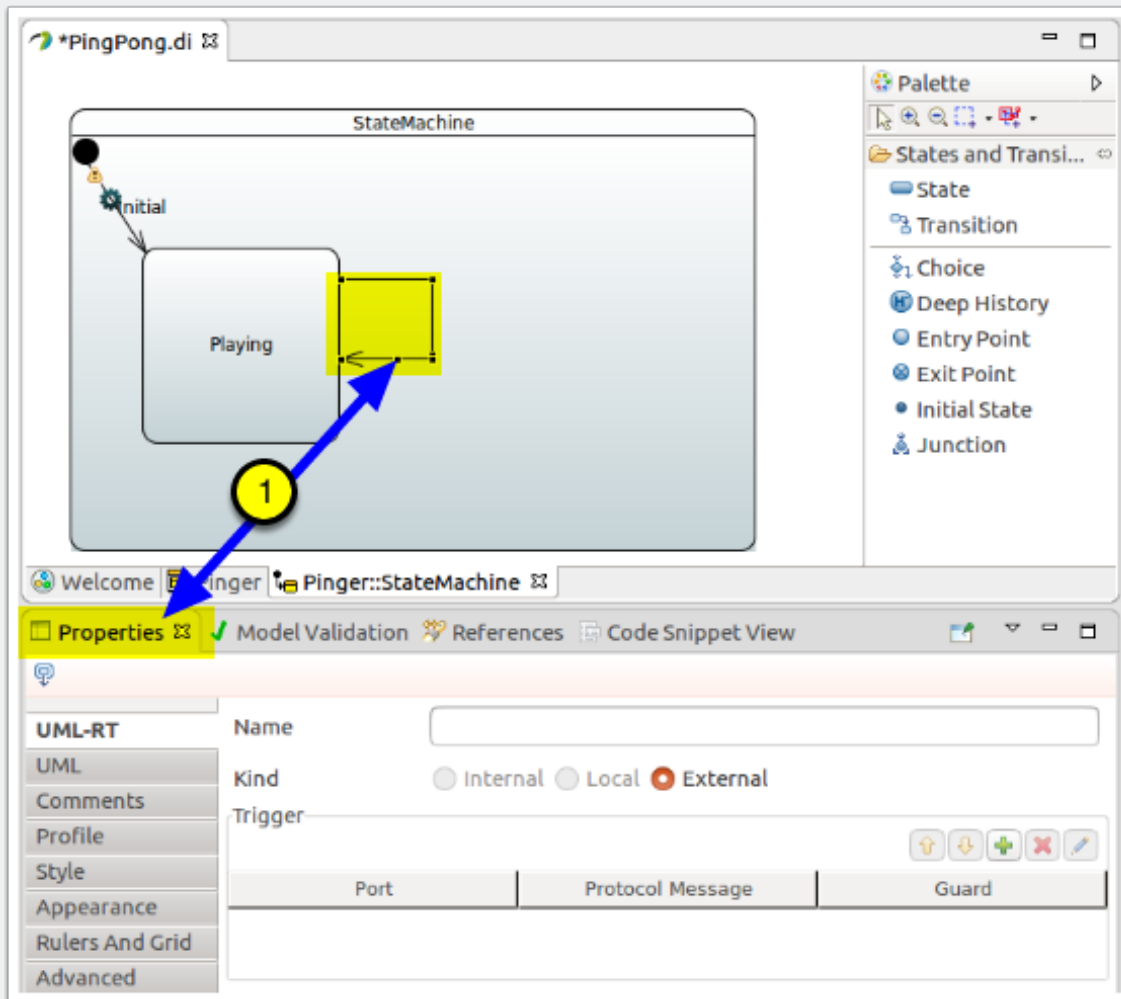 *PingPong.di
Palette
StateMachine
States and Transi...
State
Initial
Transition
Choice
Deep History
Playing
Entry Point
Exit Point
Initial State
Junction
1
Welcome
inger
Pinger::StateMachine
Properties
Model Validation
References
Code Snippet View
UML-RT
Name
UML
Kind
Internal
Local
External
Comments
Trigger
Profile
Style
Port
Protocol Message
Guard
Appearance
Rulers And Grid
Advanced